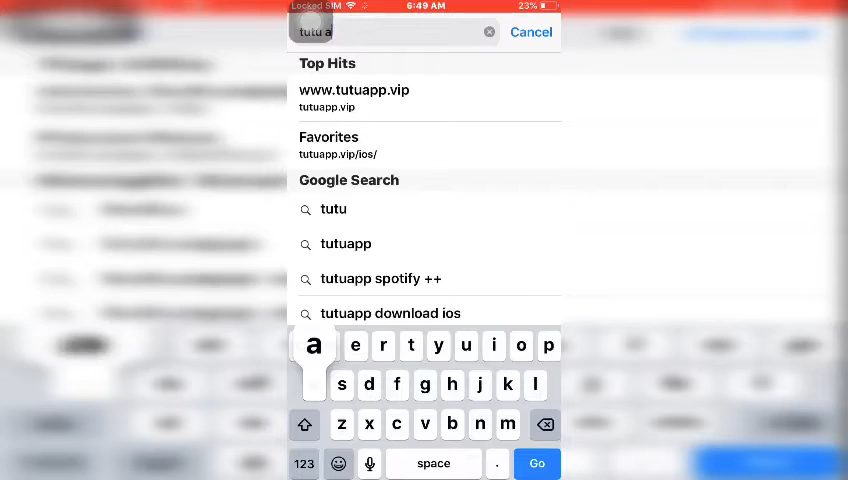 Locked SIM 6:49 AM 23%
tutu a Cancel
Top Hits
www.tutuapp.vip
tutuapp.vip
Favorites
tutuapp.vip/ios/
Google Search
tutu
tutuapp
tutuapp spotify ++
tutuapp download ios
a e r t y u i o p
s d f g h j k l
z x c v b n m
123 space . Go